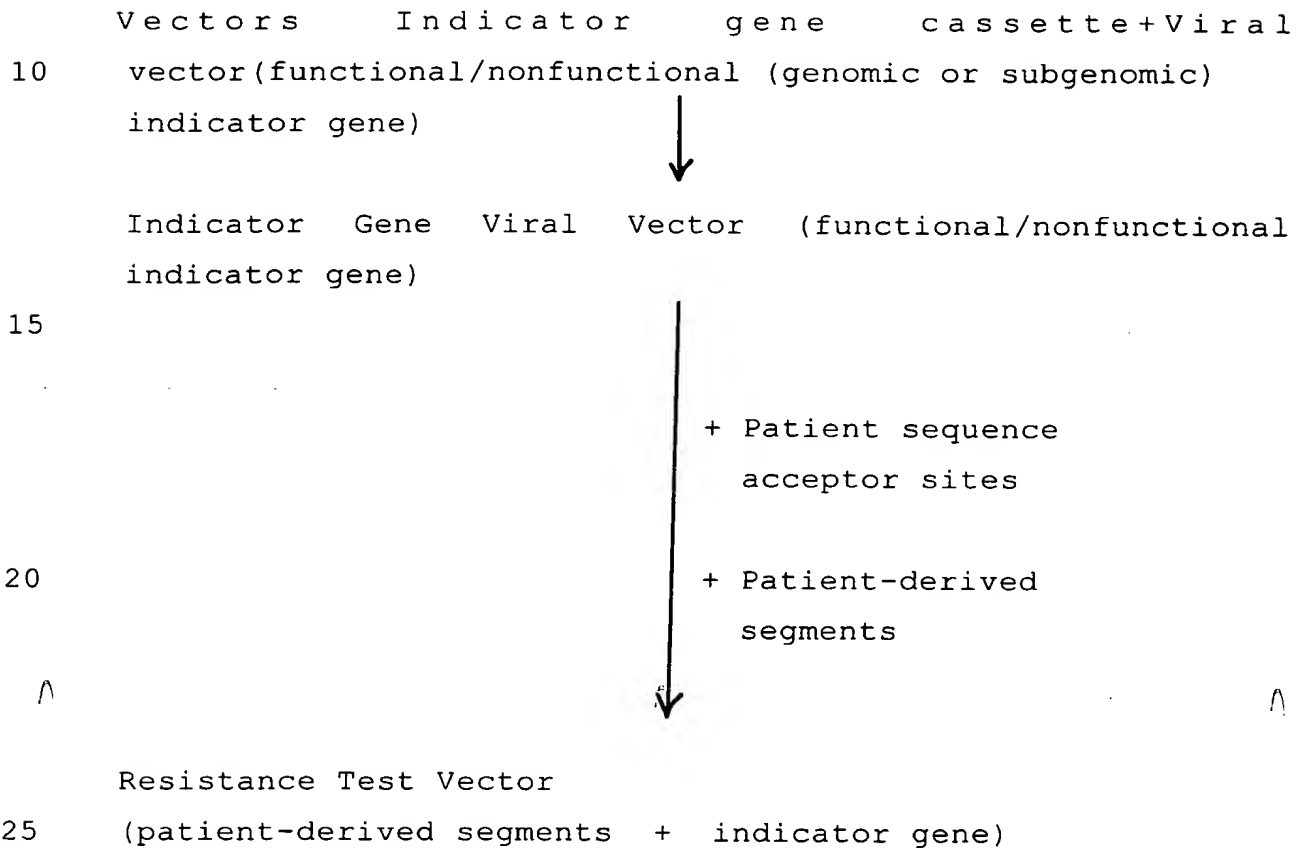 Vectors Indicator gene cassette+Viral
10 vector(functional/nonfunctional (genomic or subgenomic)
indicator gene)
Indicator Gene Viral Vector (functional/nonfunctional
indicator gene)
15
+ Patient sequence
acceptor sites
20 + Patient-derived
segments
Resistance Test Vector
25 (patient-derived segments + indicator gene)